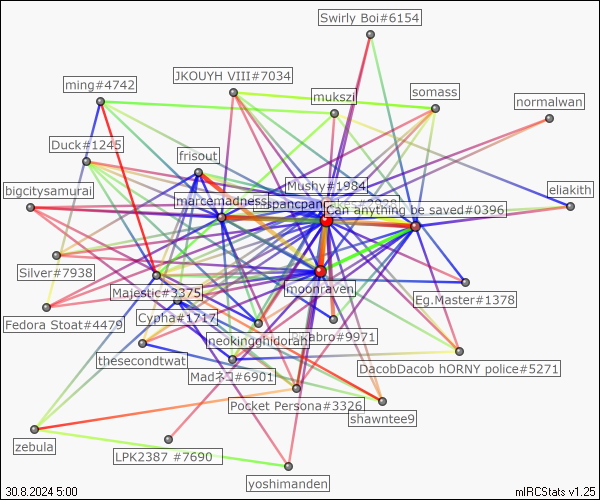 Swirly Boi#6154
JKOUYH VIII#7034
ming#4742
mukszi
somass
normalwan
Duck#1245
frisout
Mushy#1984
bigcitysamurai
marcemadness
Can anything be saved#0396
eliakith
Silver#7938
moonraven
Majestic#3375
Eg.Master#1378
Fedora Stoat#4479
Cypha#1717
neokingghidorah
#9971
thesecondtwat
DacobDacob hORNY police#5271
Madネコ#6901
Pocket Persona#3326
shawntee9
zebula
LPK2387 #7690
yoshimanden
30.8.2024 5:00
mIRCStats v1.25